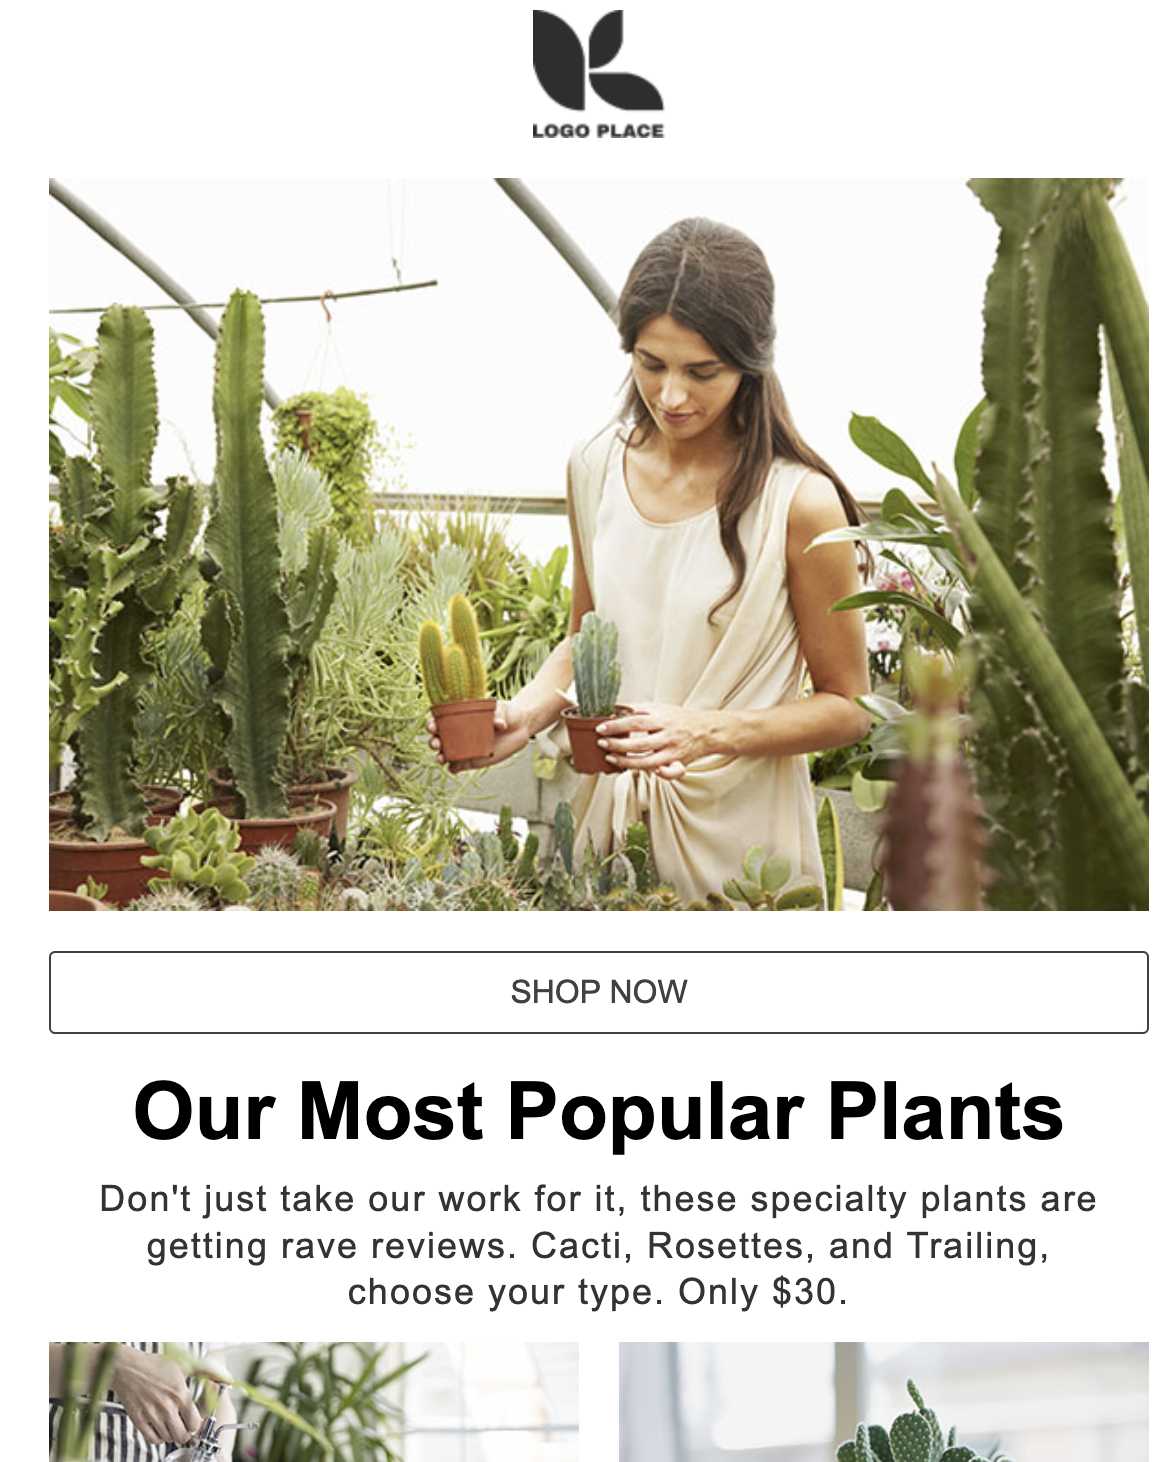 LOGO PLACE
SHOP NOW
Our Most Popular Plants
Don't just take our work for it, these specialty plants are
getting rave reviews. Cacti, Rosettes, and Trailing,
choose your type. Only $30.